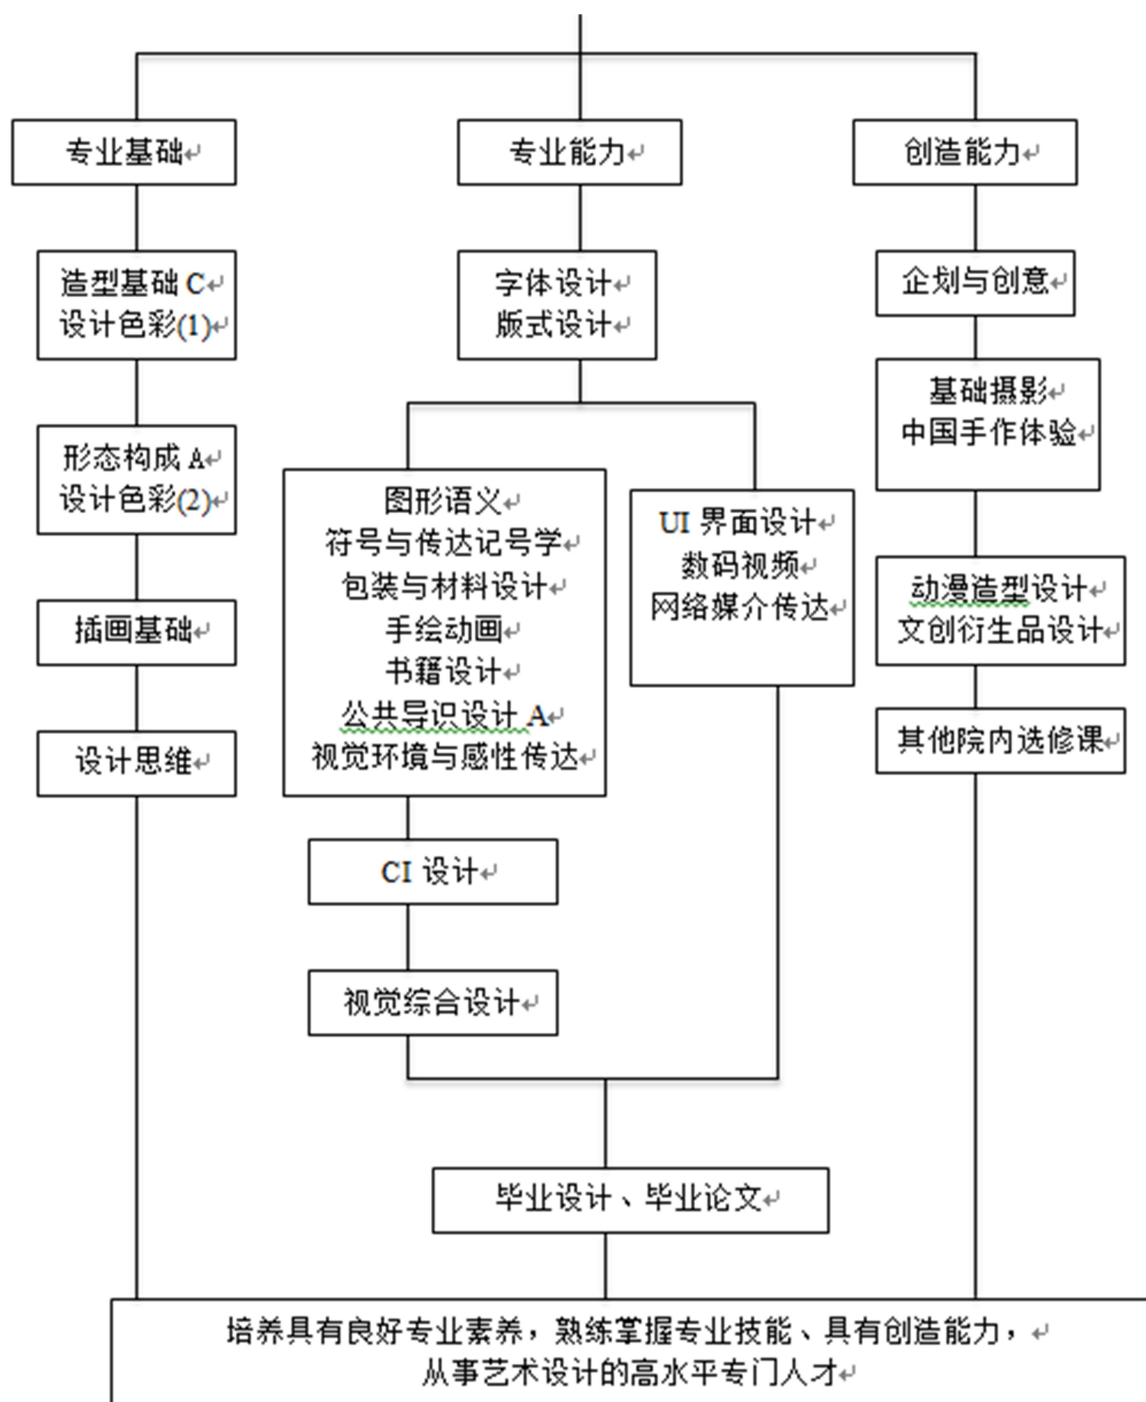 专业基础
专业能力
创造能力
造型基础 C
设计色彩(1)
字体设计
版式设计
企划与创意
基础摄影
中国手作体验
形态构成 A
设计色彩(2)
图形语义
符号与传达记号学
包装与材料设计
手绘动画
书籍设计
公共导识设计 A
视觉环境与感性传达
UI 界面设计
数码视频
网络媒介传达
动漫造型设计
文创衍生品设计
插画基础
设计思维
其他院内选修课
CI 设计
视觉综合设计
毕业设计、毕业论文
培养具有良好专业素养，熟练掌握专业技能、具有创造能力，
从事艺术设计的高水平专门人才